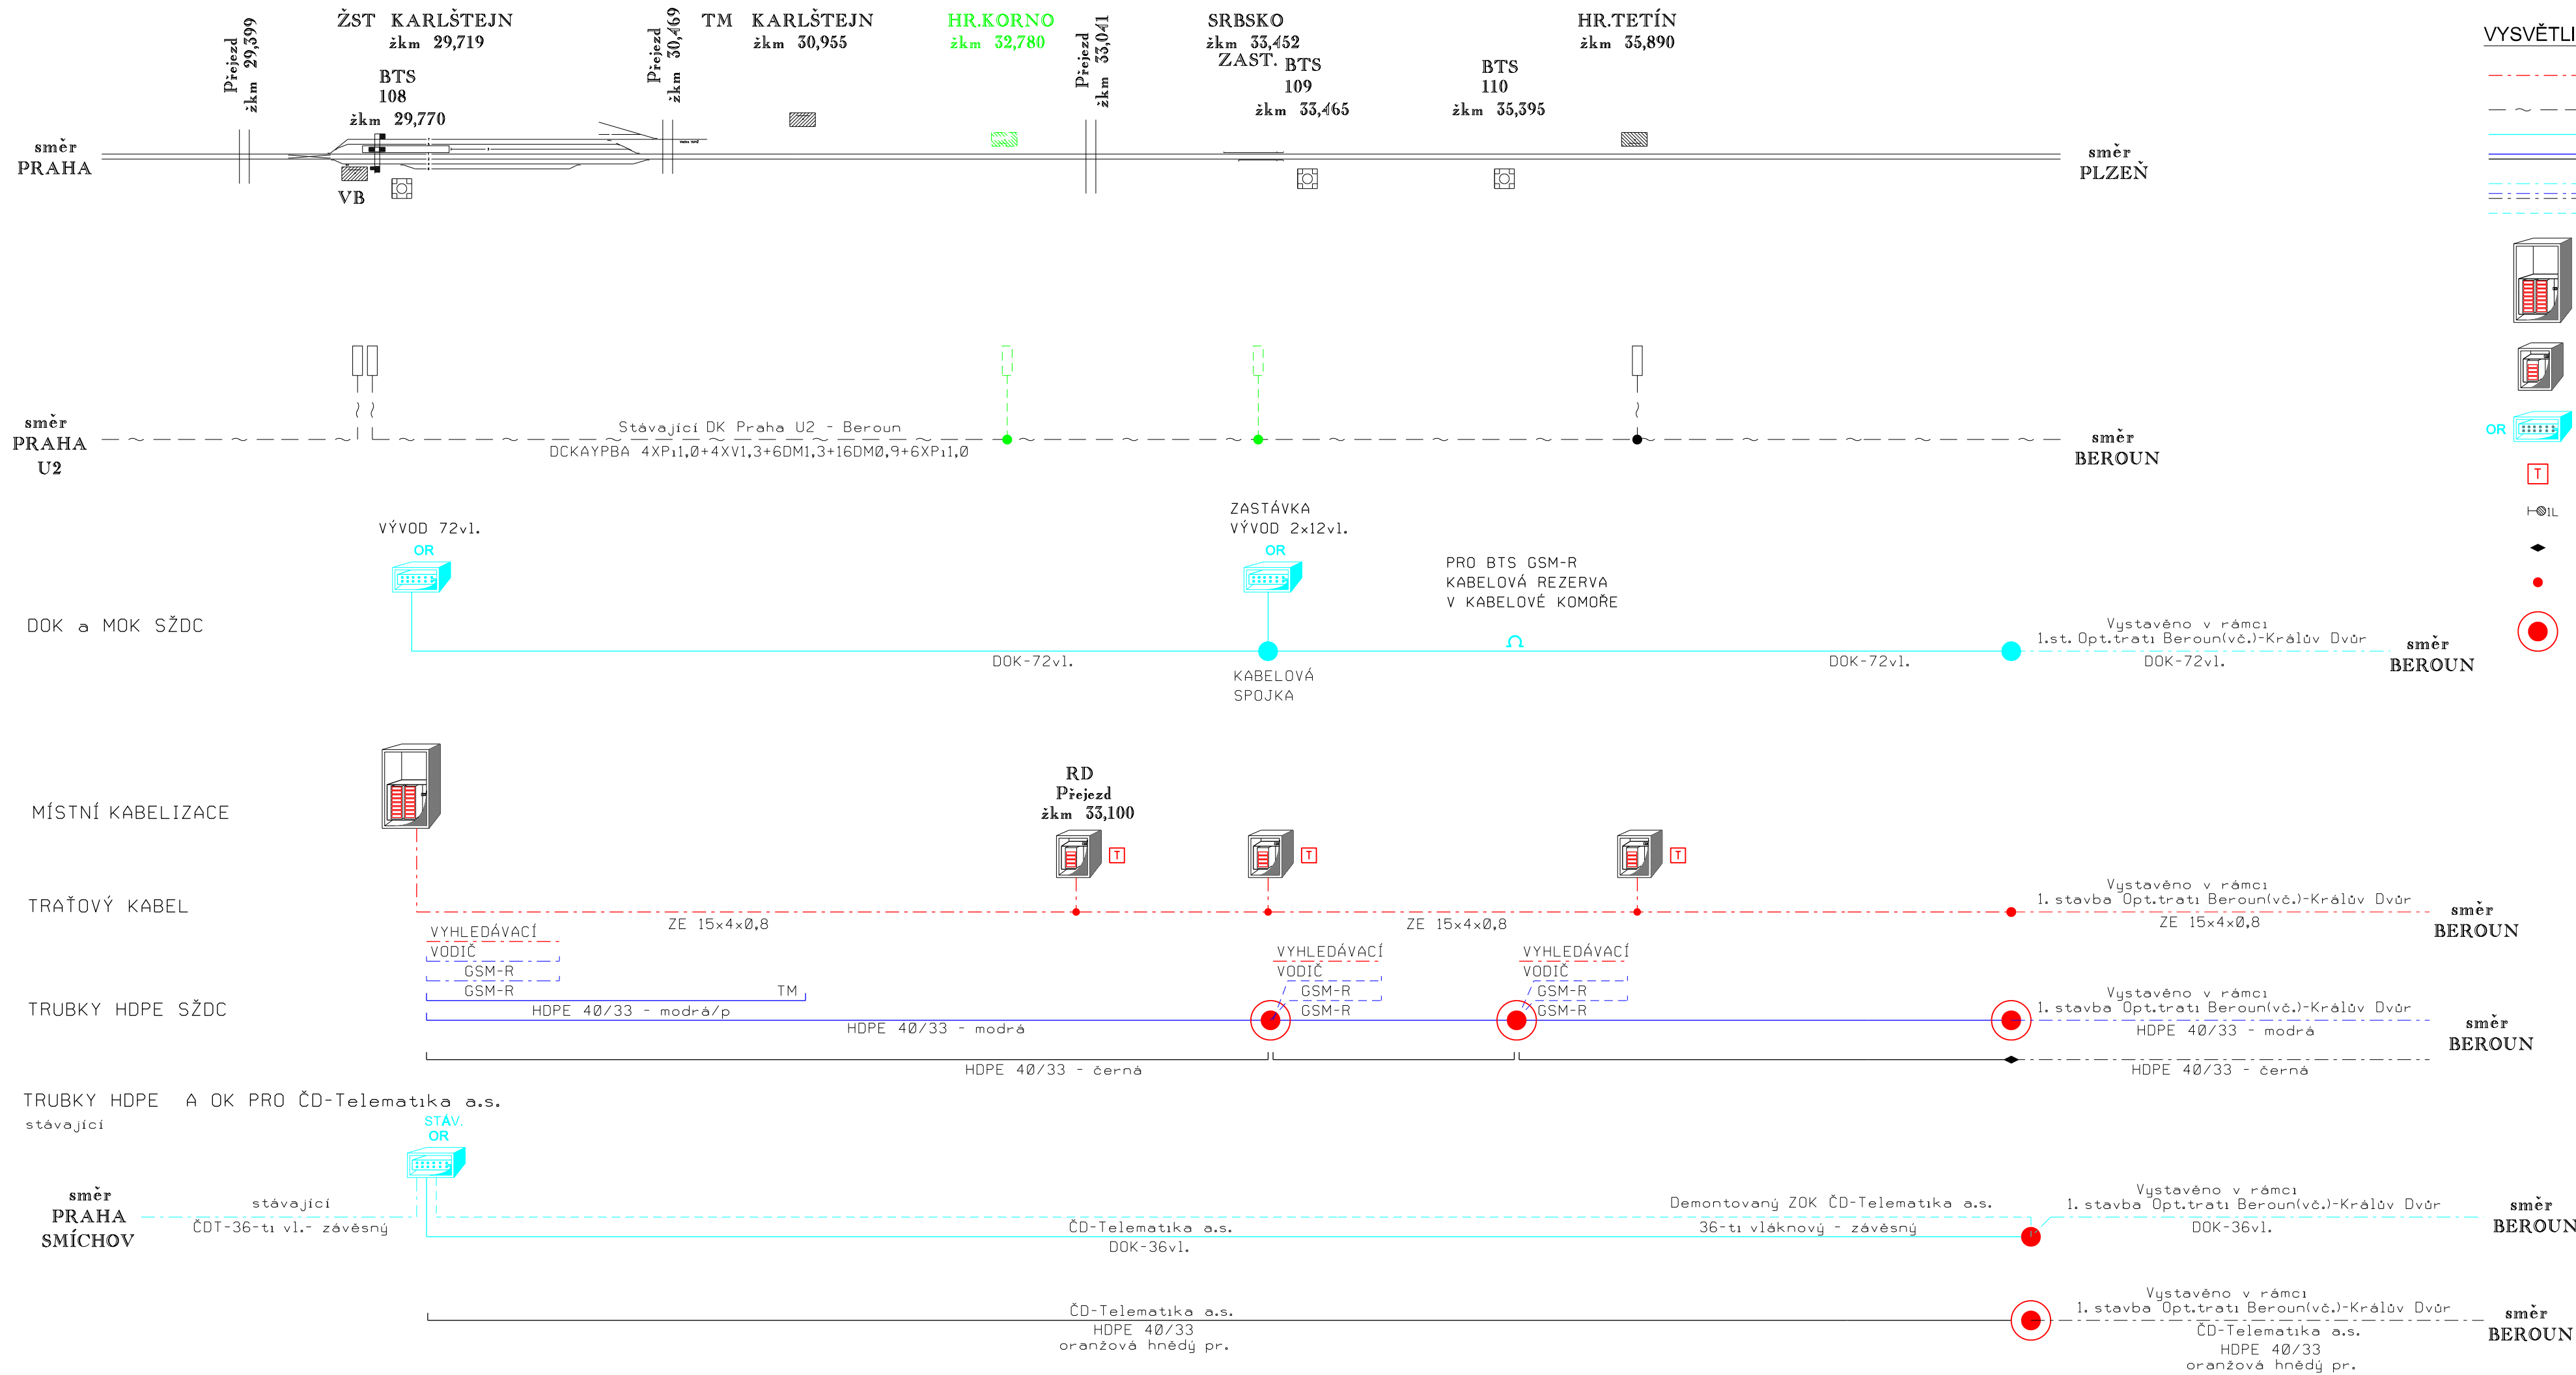 Přejezd
žkm 29,399
ŽST KARLŠTEJN
žkm 29,719
BTS
108
žkm 29,770
VB
Přejezd
žkm 30,469
TM KARLŠTEJN
žkm 30,955
HR.KORNO
žkm 32,780
Přejezd
žkm 33,041
SRBSKO
žkm 33,452
ZAST.
BTS
109
žkm 33,465
BTS
110
žkm 35,395
HR.TETÍN
žkm 35,890
směr
PRAHA
směr
PLZEŇ
VYSVĚTLI
OR
T
1L
směr
PRAHA
U2
Stávající DK Praha U2 - Beroun
DCKAYPBA 4XPi1,0+4XV1,3+6DM1,3+16DM0,9+6XPi1,0
směr
BEROUN
DOK a MOK SŽDC
VÝVOD 72vl.
OR
ZASTÁVKA
VÝVOD 2x12vl.
OR
PRO BTS GSM-R
KABELOVÁ REZERVA
V KABELOVÉ KOMOŘE
DOK-72vl.
KABELOVÁ
SPOJKA
DOK-72vl.
Vystavěno v rámci
1.st. Opt.trati Beroun(vč.)-Králův Dvůr
DOK-72vl.
směr
BEROUN
MÍSTNÍ KABELIZACE
RD
Přejezd
žkm 33,100
T
T
T
TRAŤOVÝ KABEL
ZE 15x4x0,8
ZE 15x4x0,8
Vystavěno v rámci
1. stavba Opt.trati Beroun(vč.)-Králův Dvůr
ZE 15x4x0,8
směr
BEROUN
TRUBKY HDPE SŽDC
VYHLEDÁVACÍ
VODIČ
GSM-R
GSM-R
TM
HDPE 40/33 - modrá/p
HDPE 40/33 - modrá
VYHLEDÁVACÍ
VODIČ
GSM-R
GSM-R
VYHLEDÁVACÍ
VODIČ
GSM-R
GSM-R
Vystavěno v rámci
1. stavba Opt.trati Beroun(vč.)-Králův Dvůr
HDPE 40/33 - modrá
směr
BEROUN
HDPE 40/33 - černá
HDPE 40/33 - černá
TRUBKY HDPE A OK PRO ČD-Telematika a.s.
stávající
STÁV.
OR
směr
PRAHA
SMÍCHOV
stávající
ČDT-36-ti vl.- závěsný
ČD-Telematika a.s.
DOK-36vl.
Demontovaný ZOK ČD-Telematika a.s.
36-ti vláknový - závěsný
Vystavěno v rámci
1. stavba Opt.trati Beroun(vč.)-Králův Dvůr
DOK-36vl.
směr
BEROUN
ČD-Telematika a.s.
HDPE 40/33
oranžová hnědý pr.
Vystavěno v rámci
1. stavba Opt.trati Beroun(vč.)-Králův Dvůr
ČD-Telematika a.s.
HDPE 40/33
oranžová hnědý pr.
směr
BEROUN